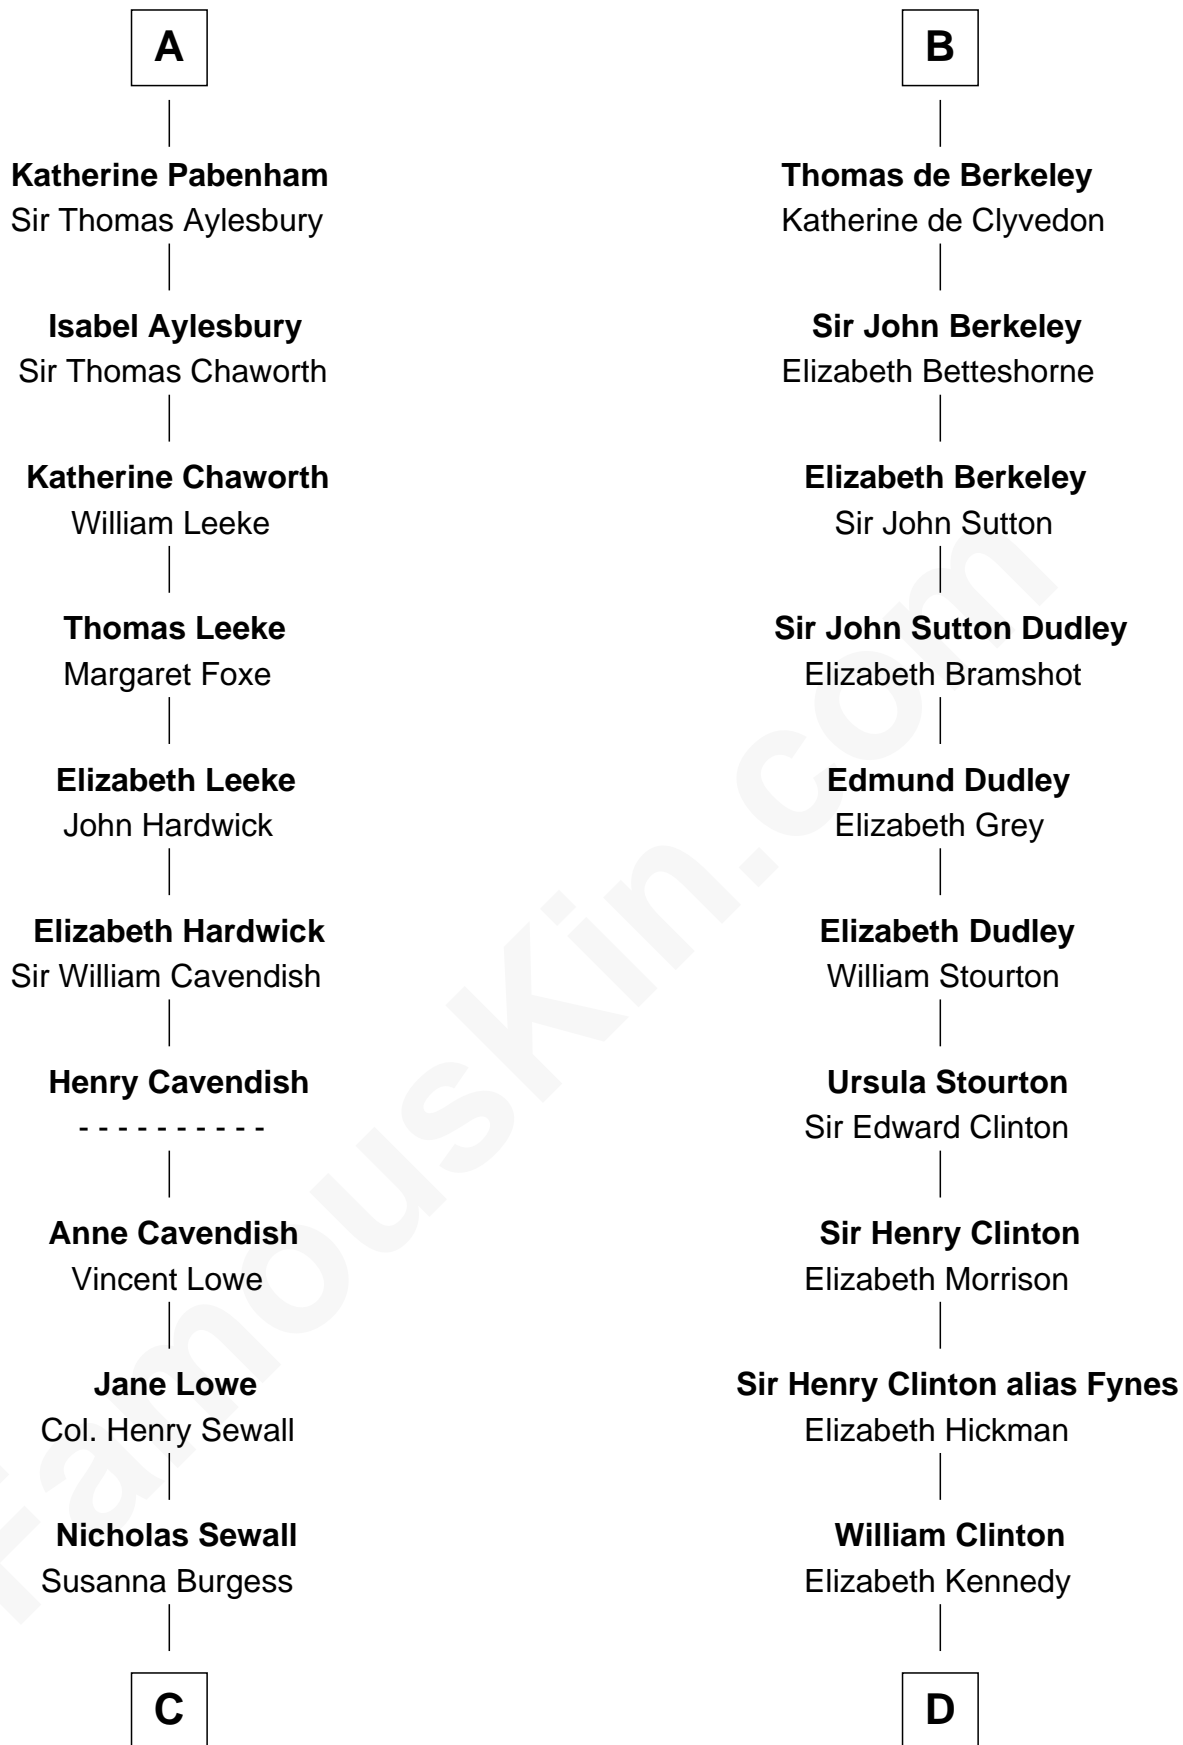 A
Katherine Pabenham
Sir Thomas Aylesbury
Isabel Aylesbury
Sir Thomas Chaworth
Katherine Chaworth
William Leeke
Thomas Leeke
Margaret Foxe
Elizabeth Leeke
John Hardwick
Elizabeth Hardwick
Sir William Cavendish
Henry Cavendish
- - - - - - - - - -
Anne Cavendish
Vincent Lowe
Jane Lowe
Col. Henry Sewall
Nicholas Sewall
Susanna Burgess
C
B
Thomas de Berkeley
Katherine de Clyvedon
Sir John Berkeley
Elizabeth Betteshorne
Elizabeth Berkeley
Sir John Sutton
Sir John Sutton Dudley
Elizabeth Bramshot
Edmund Dudley
Elizabeth Grey
Elizabeth Dudley
William Stourton
Ursula Stourton
Sir Edward Clinton
Sir Henry Clinton
Elizabeth Morrison
Sir Henry Clinton alias Fynes
Elizabeth Hickman
William Clinton
Elizabeth Kennedy
D
FamousKin.com